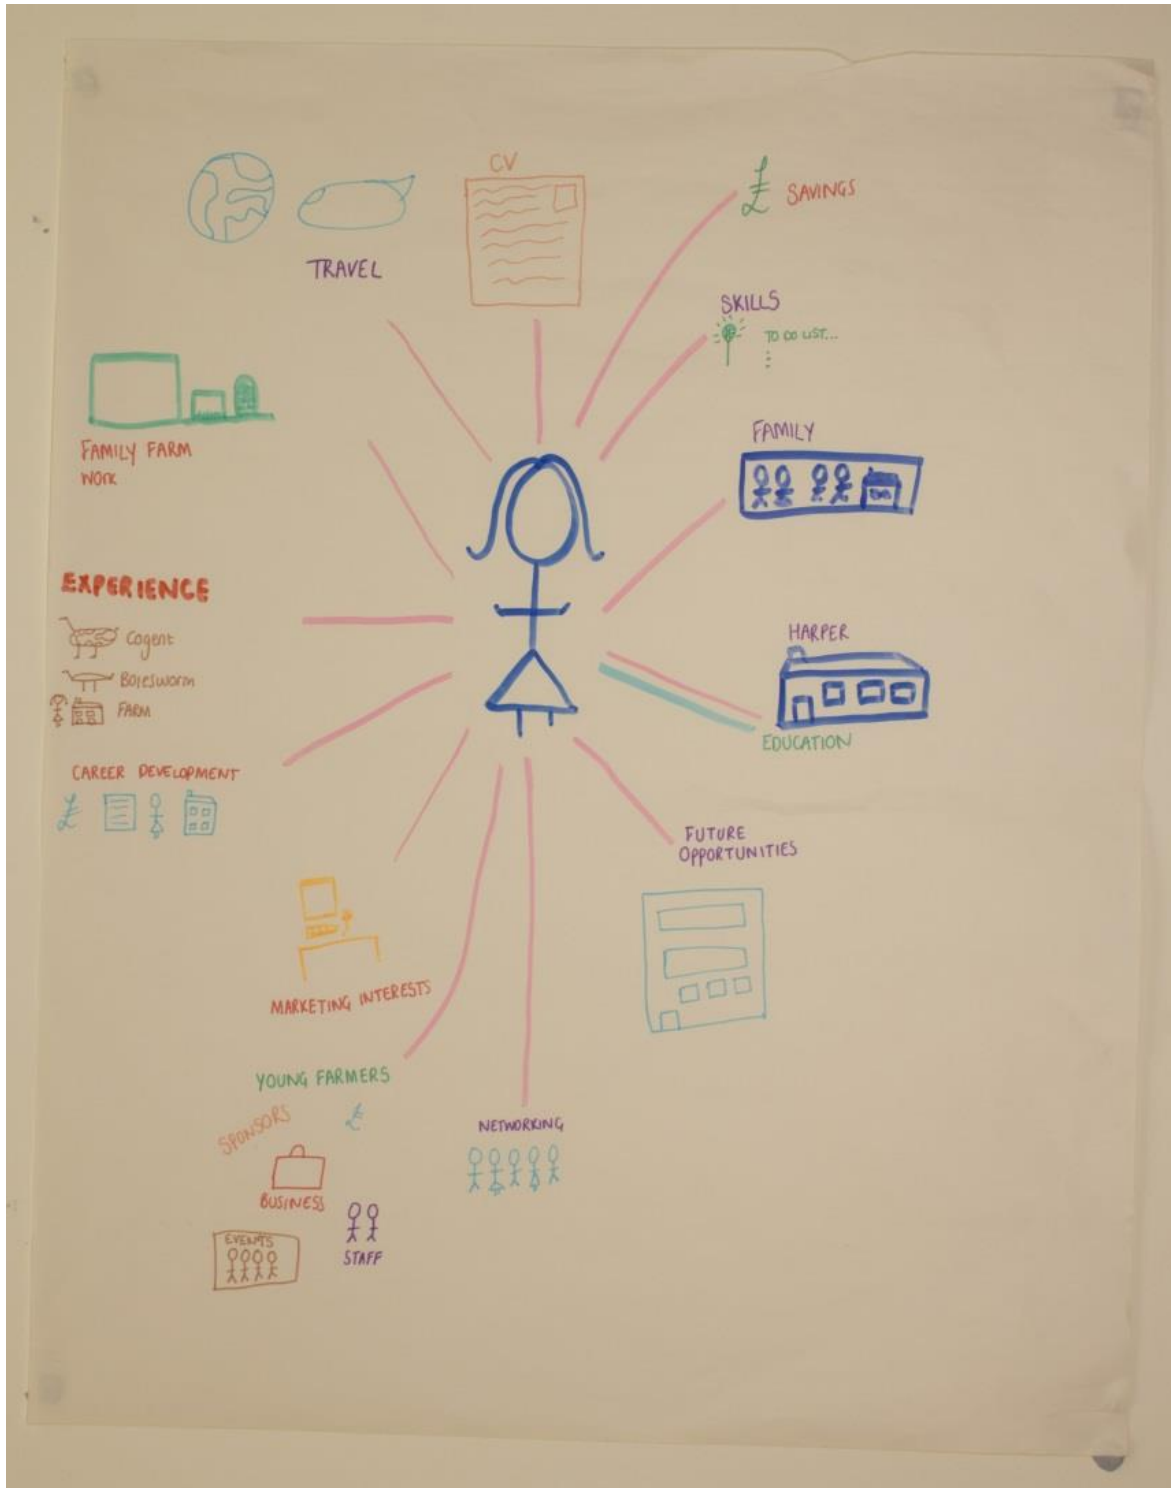 CV
£ SAVINGS
TRAVEL
SKILLS
TO DO LIST...
FAMILY
FAMILY FARM
WORK
EXPERIENCE
Cogent
Bolesworm
FARM
HARPER
EDUCATION
CAREER DEVELOPMENT
£
FUTURE
OPPORTUNITIES
MARKETING INTERESTS
YOUNG FARMERS
£
SPONSORS
NETWORKING
BUSINESS
EVENTS
STAFF